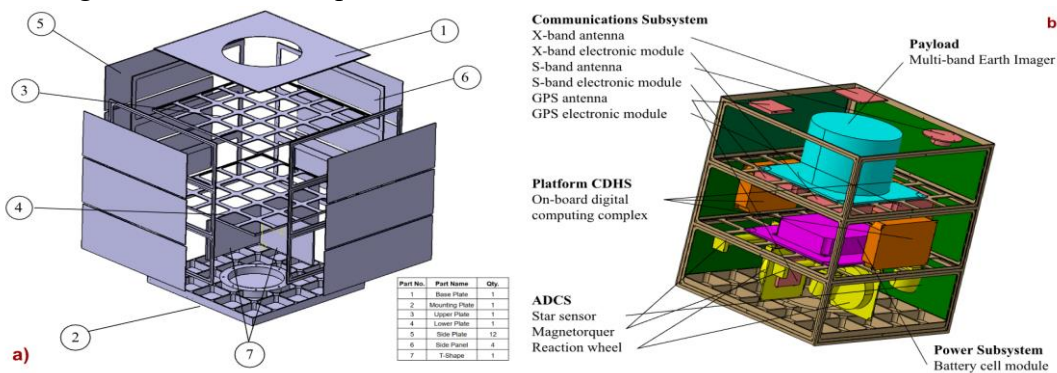 5
1
3
6
4
2
7
a)
Part No. Part Name Qty.
1 Base Plate 1
2 Mounting Plate 1
3 Upper Plate 1
4 Lower Plate 1
5 Side Plate 12
6 Side Panel 4
7 T-Shape 1
b
Communications Subsystem
X-band antenna
X-band electronic module
S-band antenna
S-band electronic module
GPS antenna
GPS electronic module
Payload
Multi-band Earth Imager
Platform CDHS
On-board digital
computing complex
ADCS
Star sensor
Magnetorquer
Reaction wheel
Power Subsystem
Battery cell module